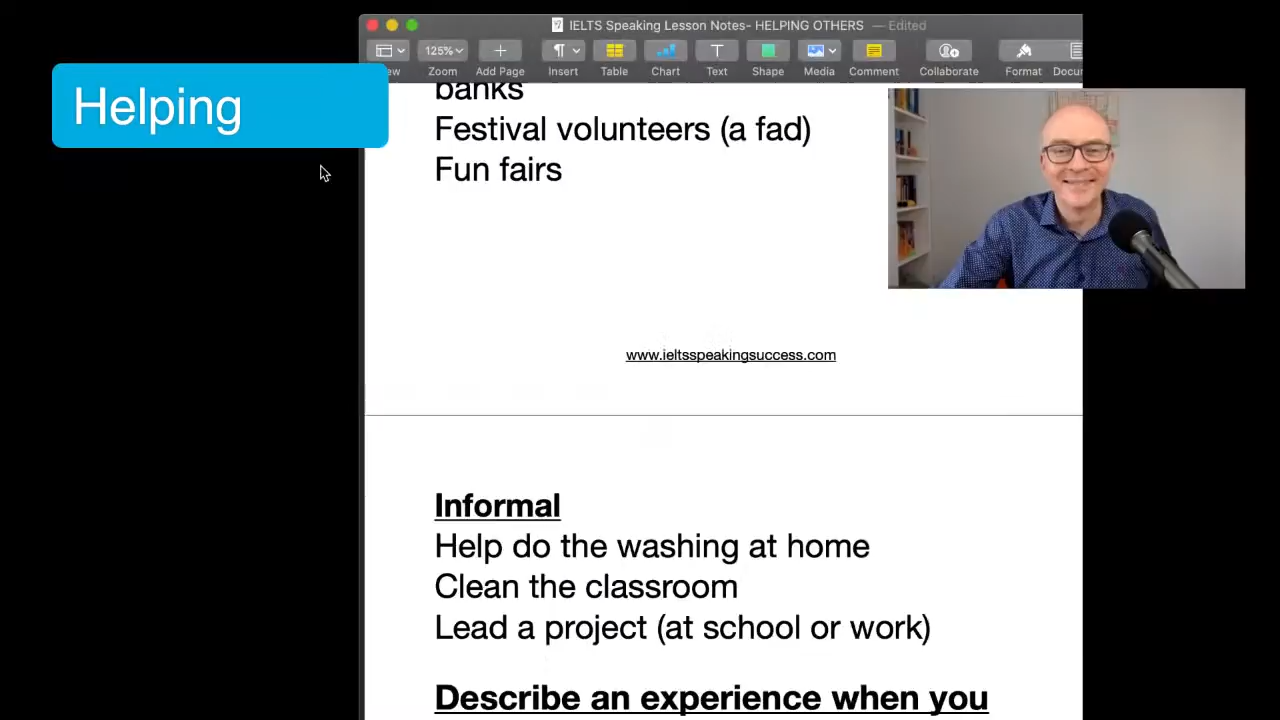 IELTS Speaking Lesson Notes- HELPING OTHERS — Edited
125%
Zoom Add Page Insert Table Chart Text Shape Media Comment Collaborate Format
Helping
banks
Festival volunteers (a fad)
Fun fairs
www.ieltsspeakingsuccess.com
Informal
Help do the washing at home
Clean the classroom
Lead a project (at school or work)
Describe an experience when you